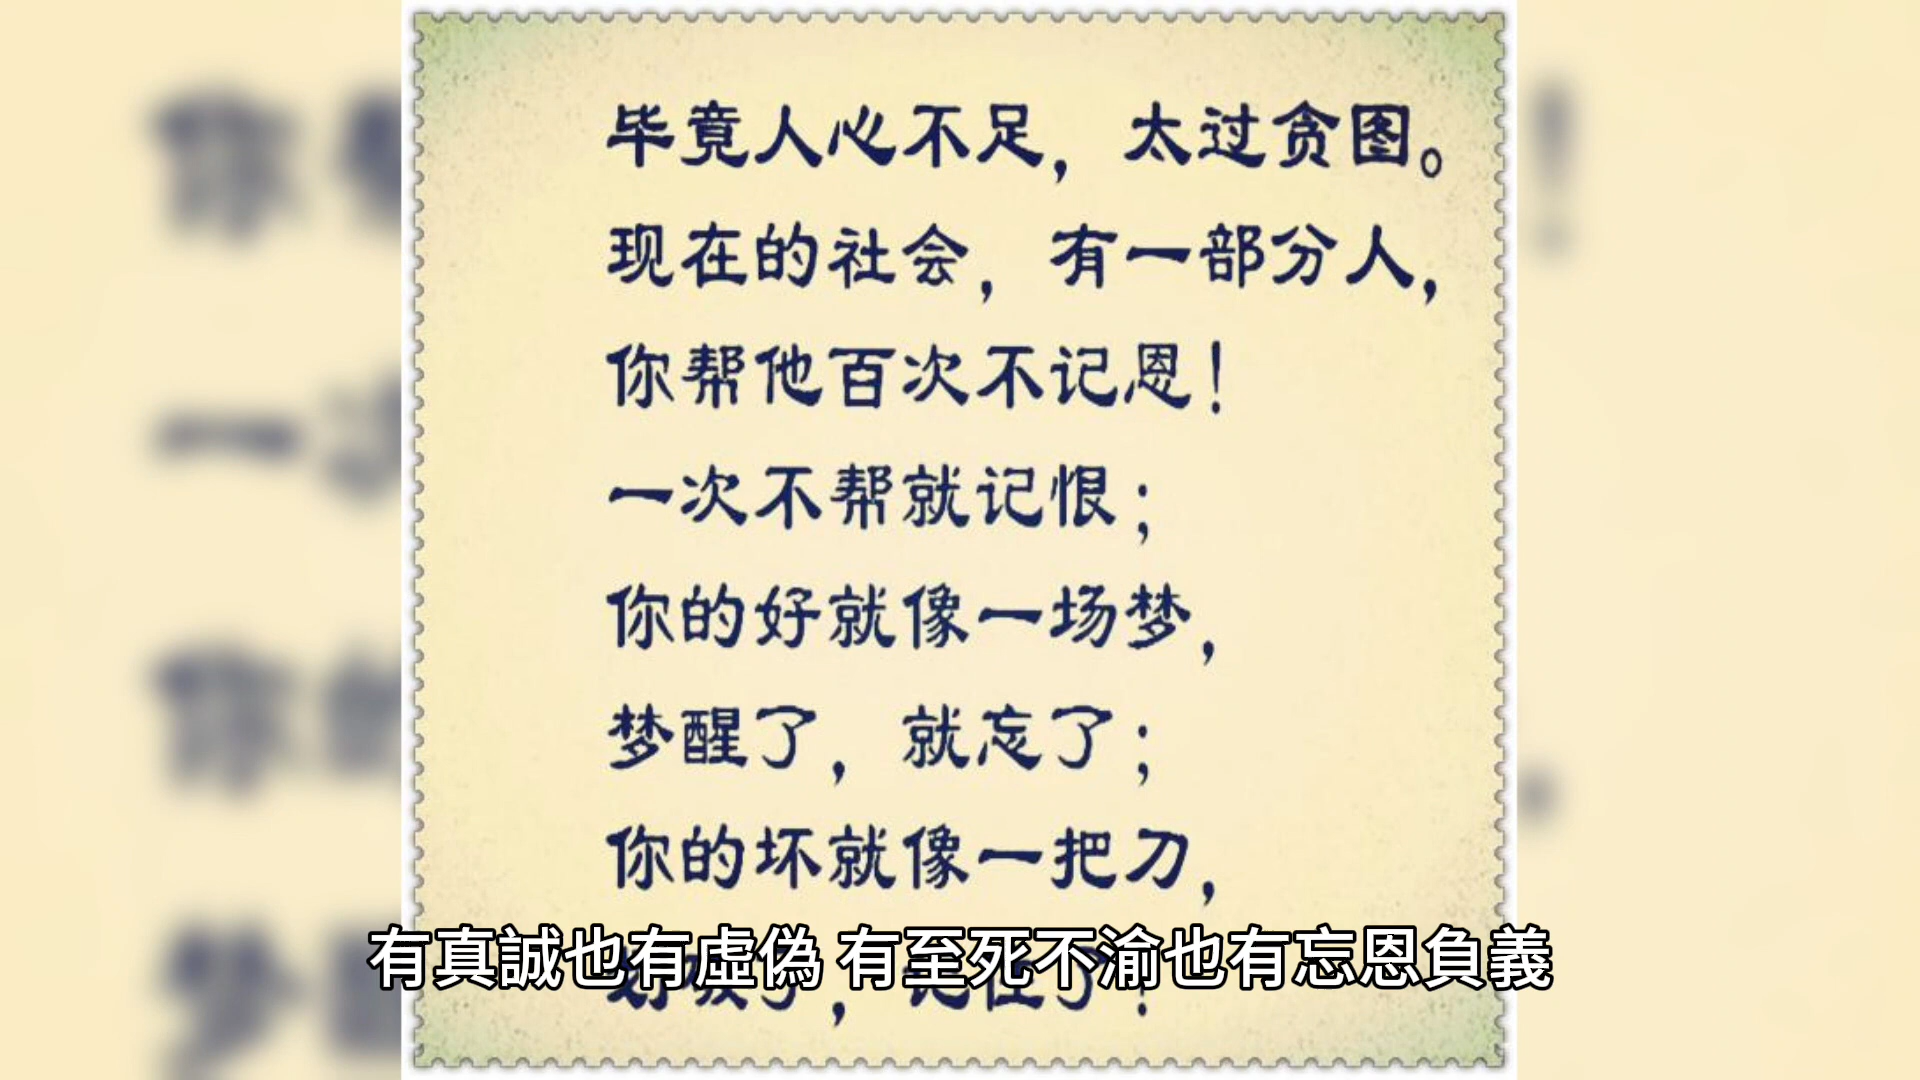 毕竟人心不足，太过贪图。
现在的社会，有一部分人，
你帮他百次不记恩！
一次不帮就记恨；
你的好就像一场梦，
梦醒了，就忘了；
你的坏就像一把刀，
有真誠也有虛偽 有至死不渝也有忘恩負義